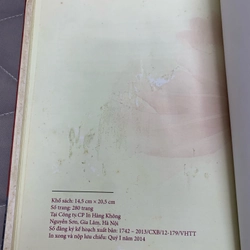 Khổ sách: 14,5 cm × 20,5 cm
Số trang: 280 trang
Tại Công ty CP In Hàng Không
Nguyễn Sơn, Gia Lâm, Hà Nội
Số đăng ký kế hoạch xuất bản: 1742 - 2013/CXB/12-179/VHTT
In xong và nộp lưu chiểu: Quý I năm 2014